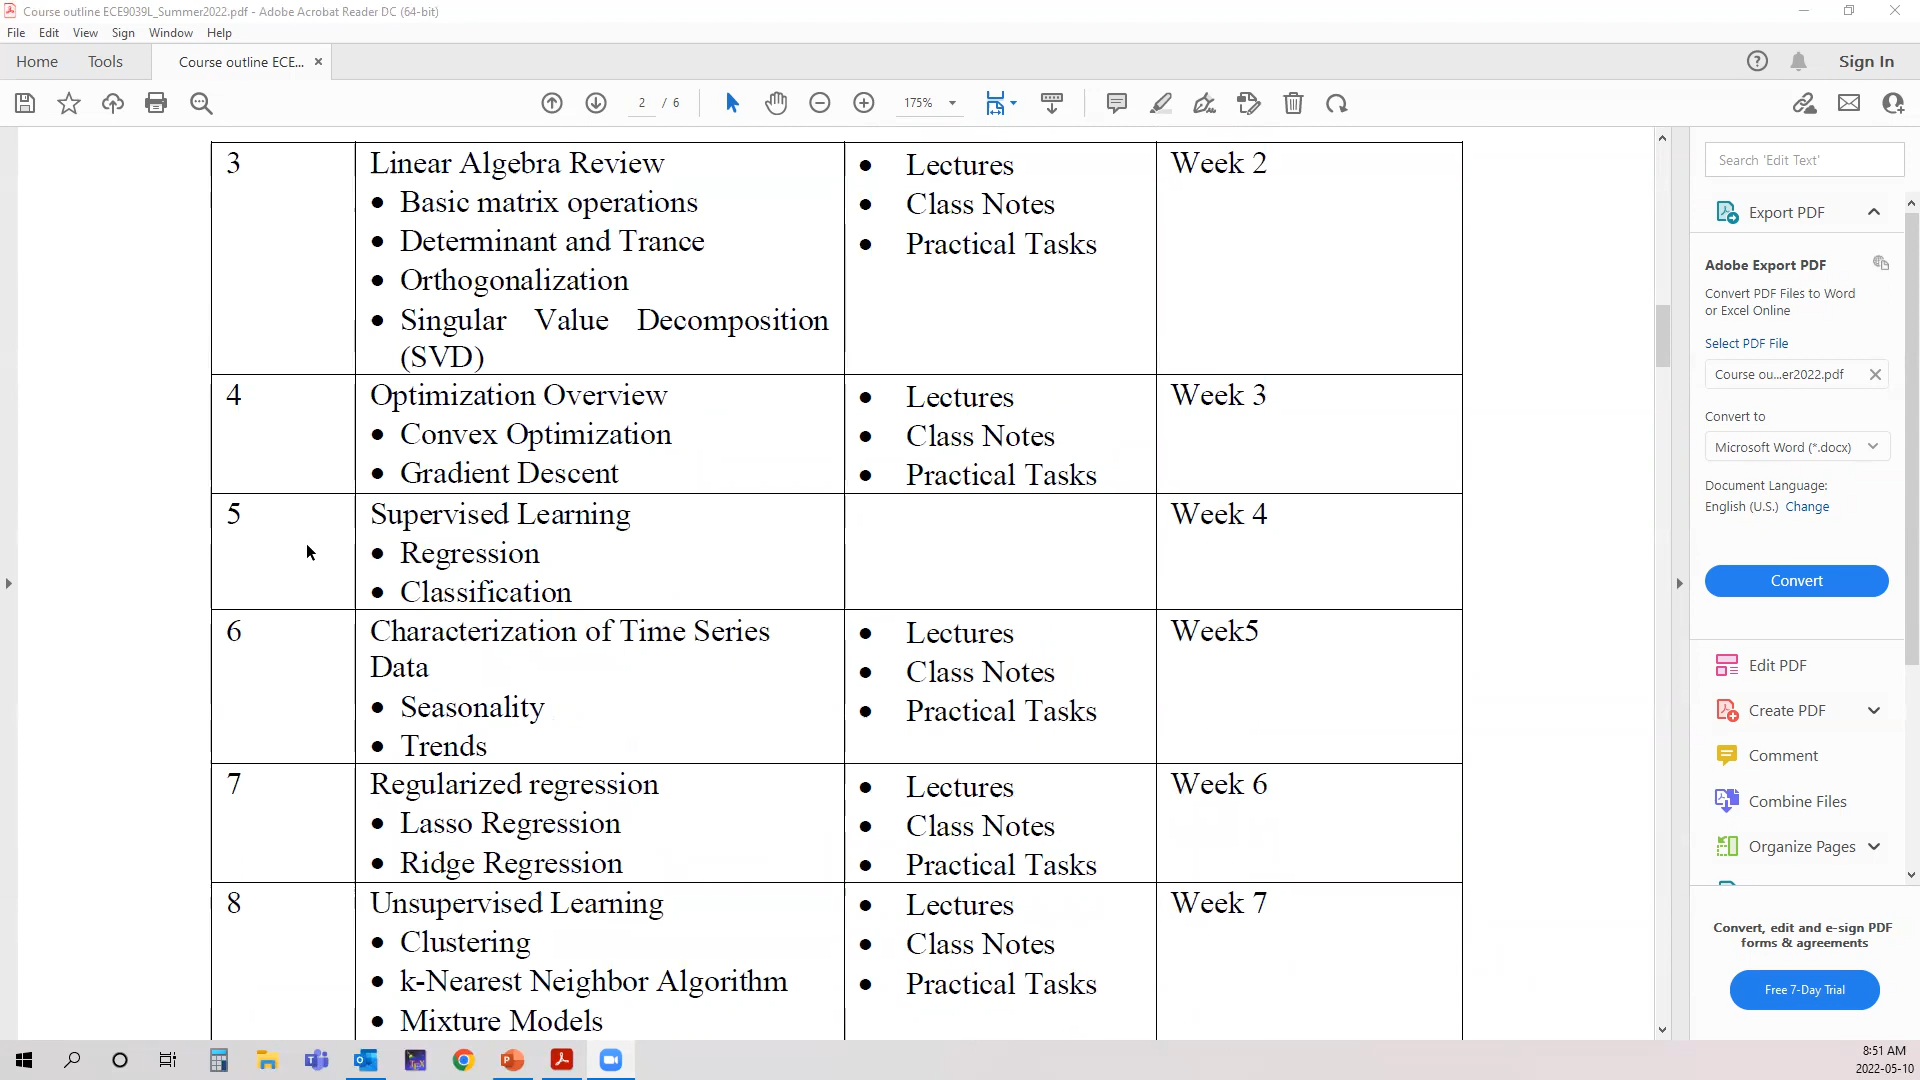 Course outline ECE9039L_Summer2022.pdf - Adobe Acrobat Reader DC (64-bit)
File Edit View Sign Window Help
Home Tools Course outline ECE... × Sign In
2 / 6 175%
3 Linear Algebra Review • Lectures Week 2
• Basic matrix operations • Class Notes
• Determinant and Trance • Practical Tasks
• Orthogonalization
• Singular Value Decomposition
(SVD)
4 Optimization Overview • Lectures Week 3
• Convex Optimization • Class Notes
• Gradient Descent • Practical Tasks
5 Supervised Learning Week 4
• Regression
• Classification
6 Characterization of Time Series • Lectures Week5
Data • Class Notes
• Seasonality • Practical Tasks
• Trends
7 Regularized regression • Lectures Week 6
• Lasso Regression • Class Notes
• Ridge Regression • Practical Tasks
8 Unsupervised Learning • Lectures Week 7
• Clustering • Class Notes
• k-Nearest Neighbor Algorithm • Practical Tasks
• Mixture Models
Search 'Edit Text'
Export PDF
Adobe Export PDF
Convert PDF Files to Word
or Excel Online
Select PDF File
Course ou...er2022.pdf
Convert to
Microsoft Word (*.docx)
Document Language:
English (U.S.) Change
Convert
Edit PDF
Create PDF
Comment
Combine Files
Organize Pages
Convert, edit and e-sign PDF
forms & agreements
Free 7-Day Trial
8:51 AM
2022-05-10